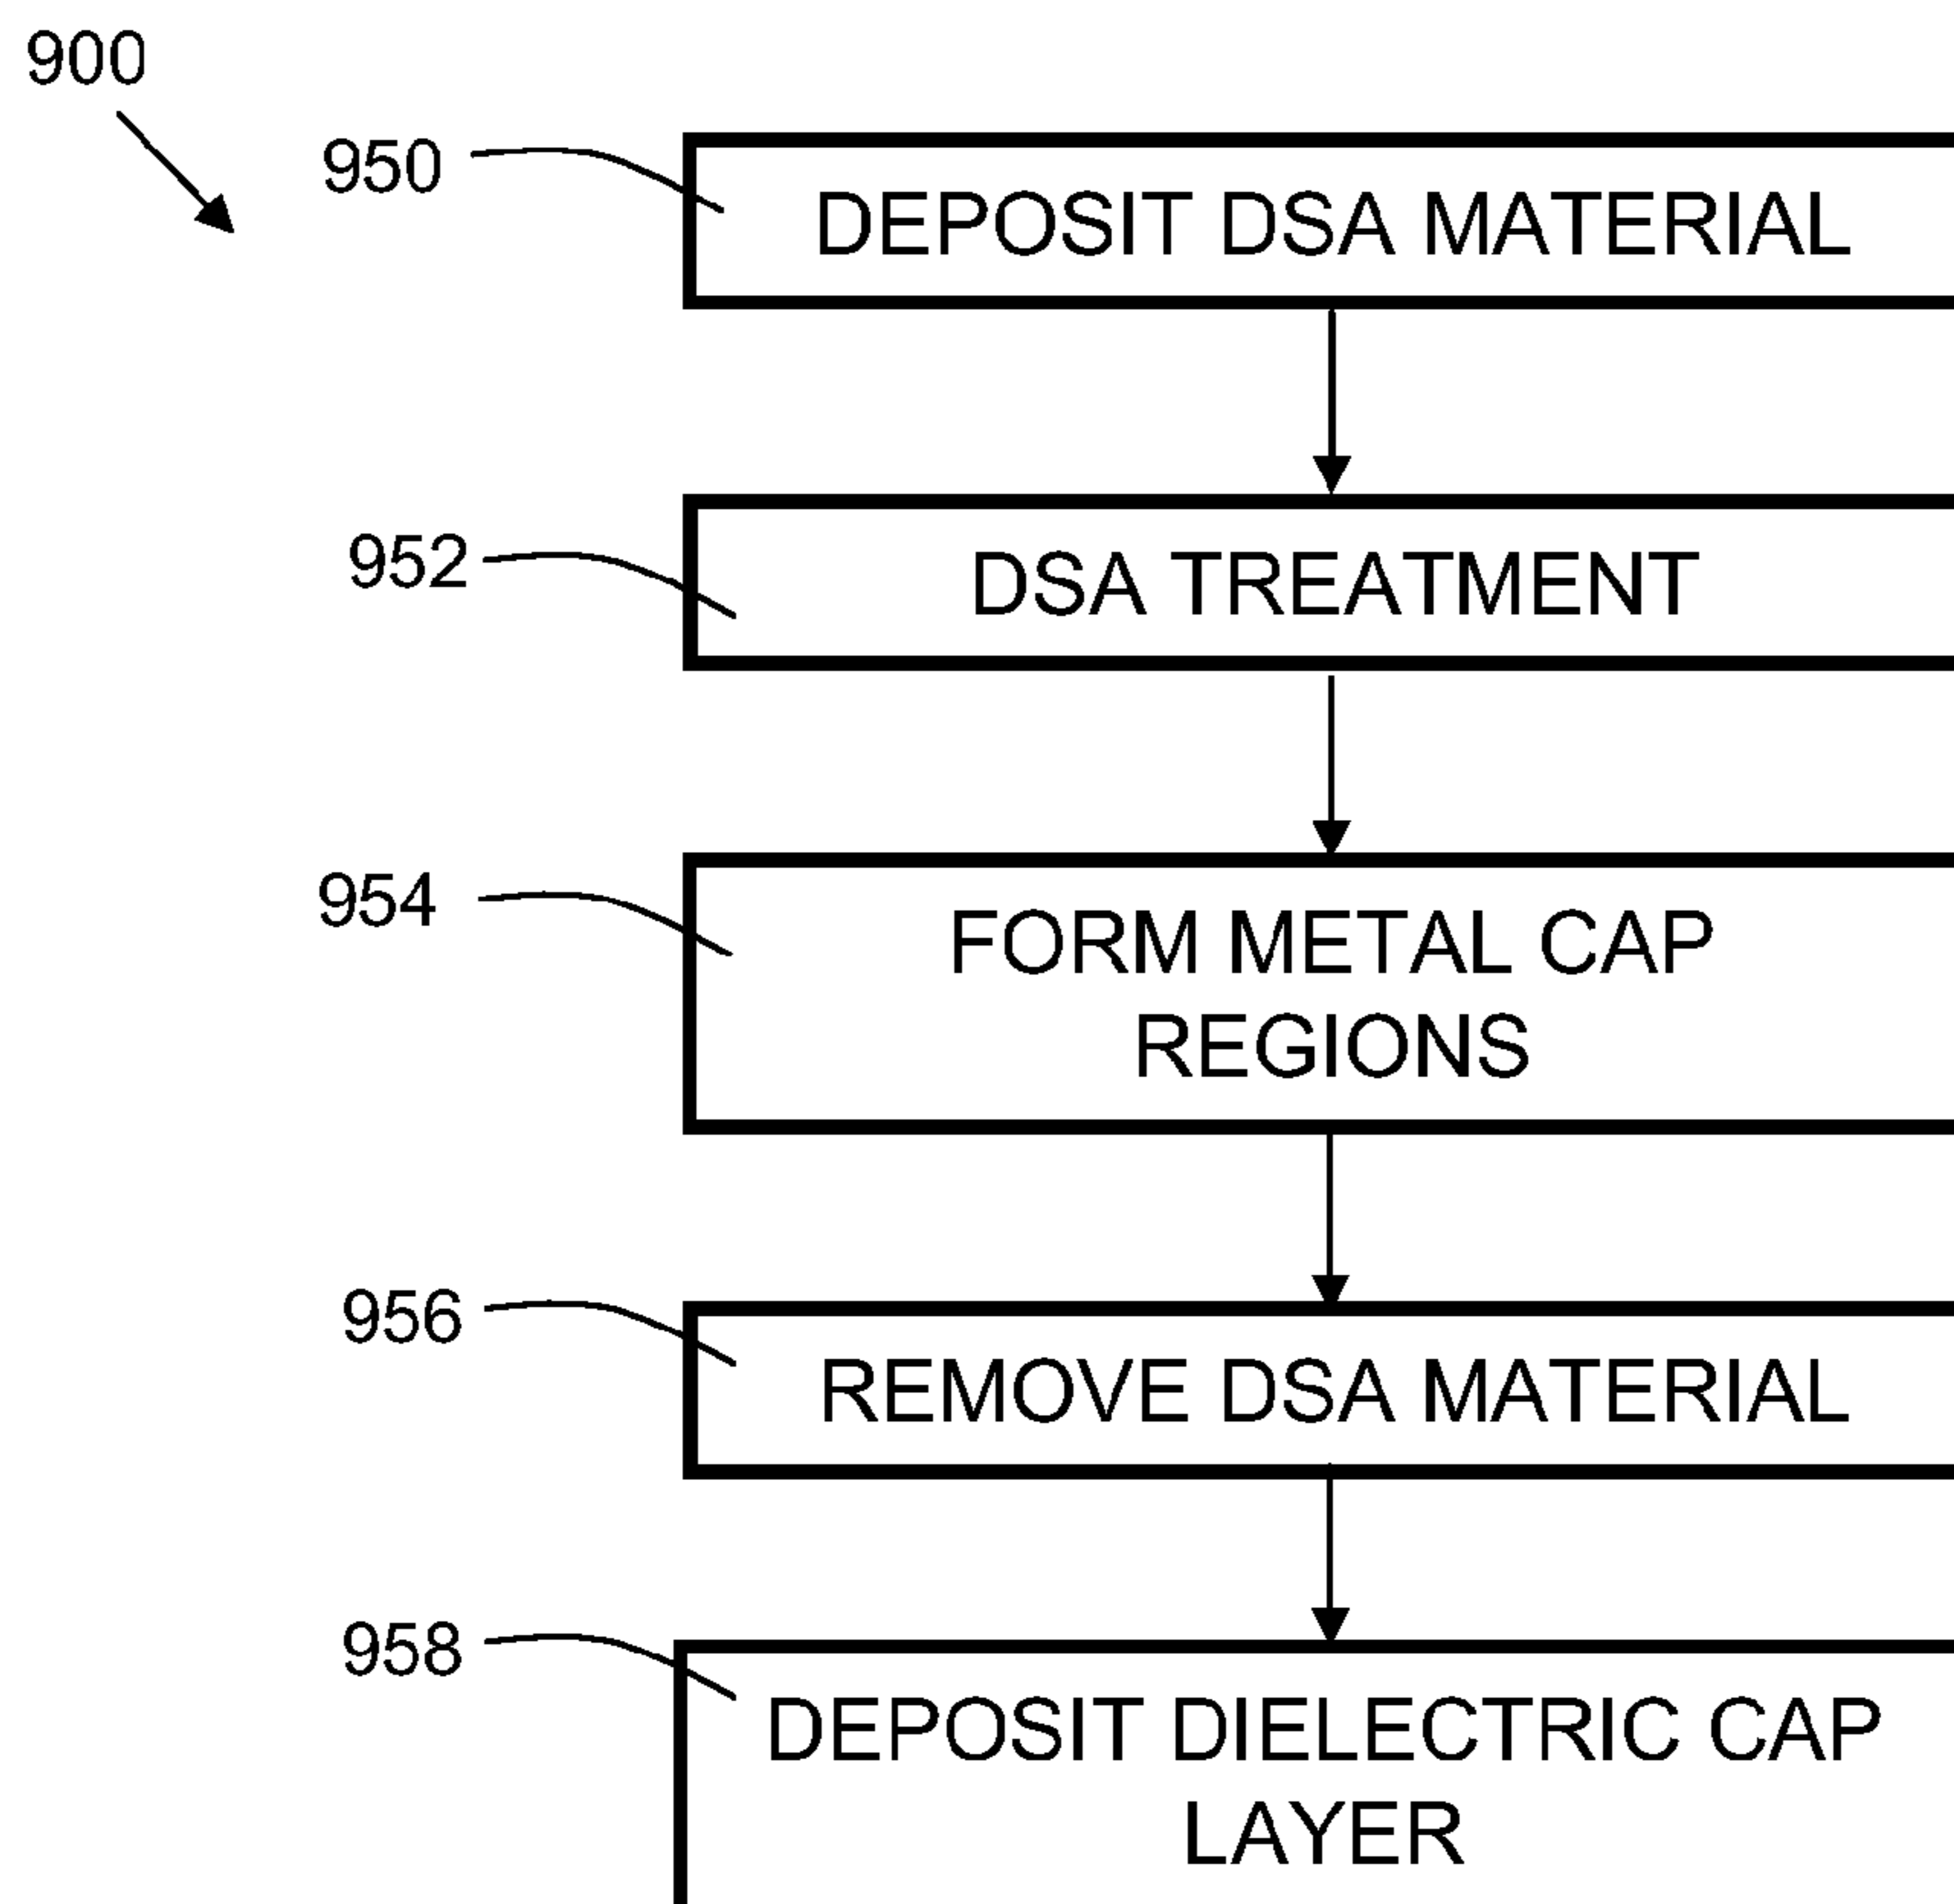 900
950
DEPOSIT DSA MATERIAL
952
DSA TREATMENT
954
FORM METAL CAP
REGIONS
956
REMOVE DSA MATERIAL
958
DEPOSIT DIELECTRIC CAP
LAYER